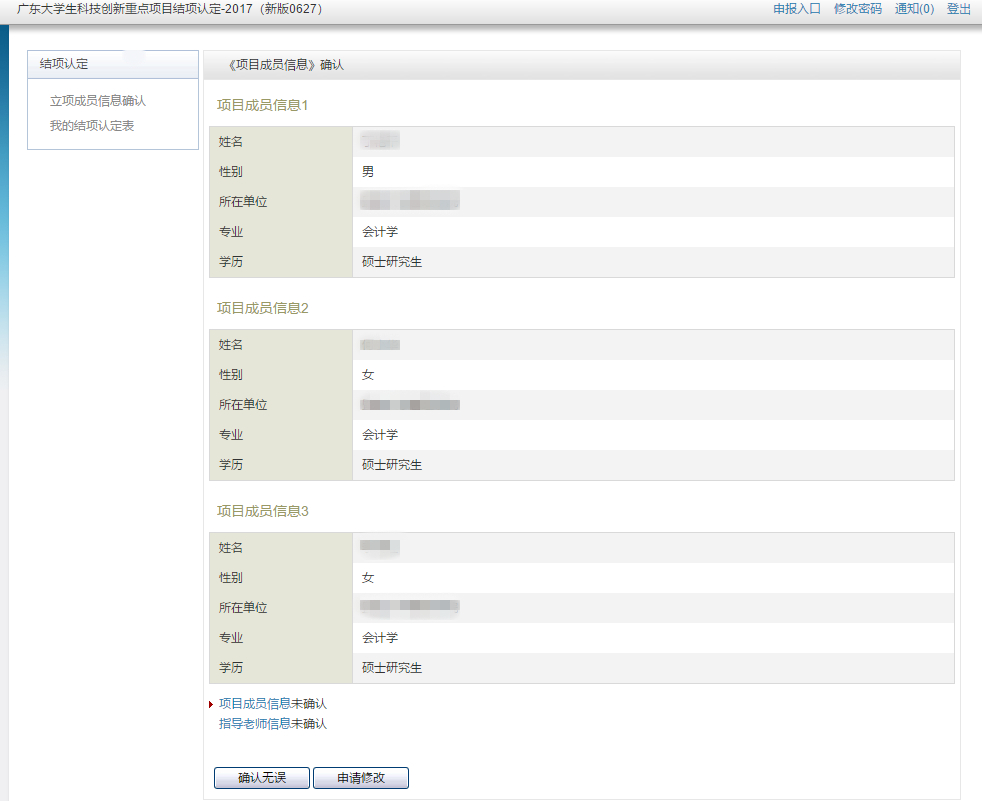 广东大学生科技创新重点项目结项认定-2017（新版0627） 申报入口 修改密码 通知(0) 登出
结项认定
立项成员信息确认
我的结项认定表
《项目成员信息》确认
项目成员信息1
姓名
性别 男
所在单位
专业 会计学
学历 硕士研究生
项目成员信息2
姓名
性别 女
所在单位
专业 会计学
学历 硕士研究生
项目成员信息3
姓名
性别 女
所在单位
专业 会计学
学历 硕士研究生
项目成员信息未确认
指导老师信息未确认
确认无误 申请修改